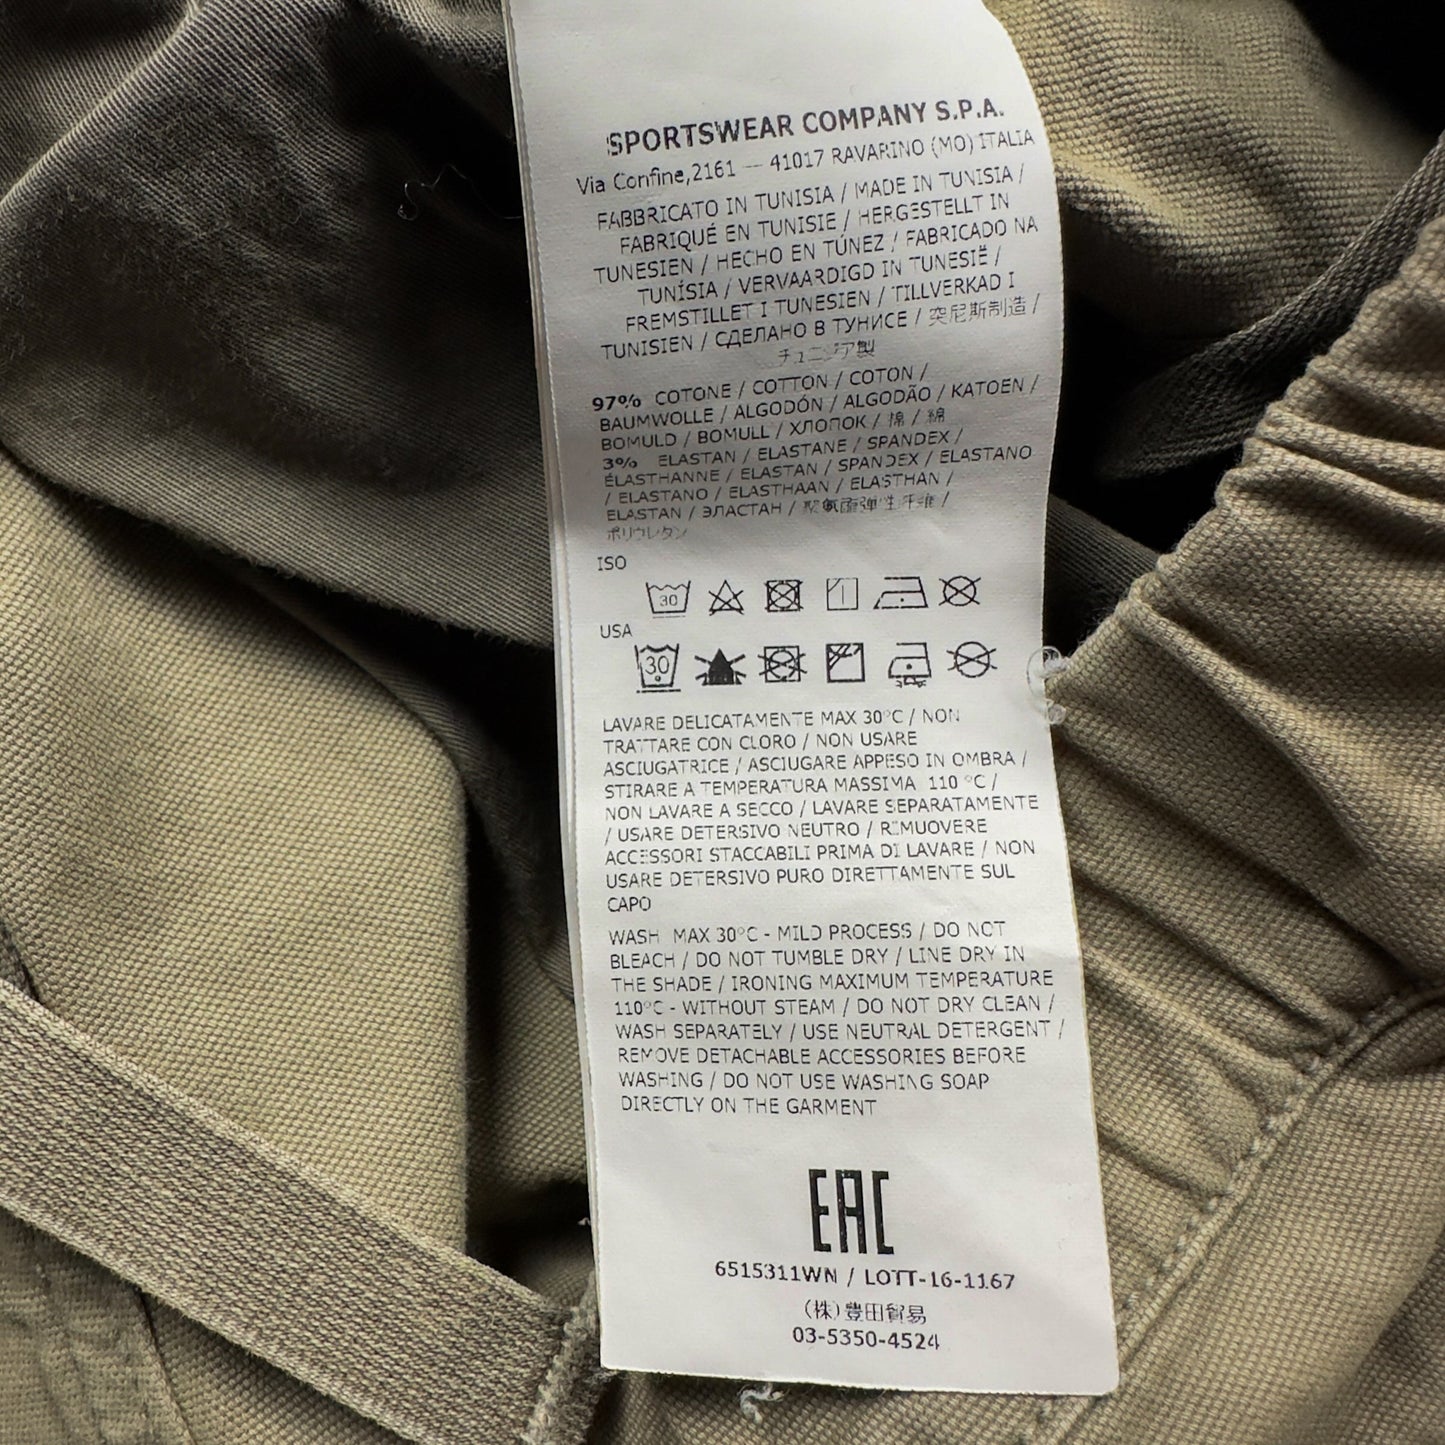 SPORTSWEAR COMPANY S.P.A.
Via Confine,2161 — 41017 RAVARINO (MO) ITALIA
FABBRICATO IN TUNISIA / MADE IN TUNISIA /
FABRIQUÉ EN TUNISIE / HERGESTELLT IN
TUNESIEN / HECHO EN TÚNEZ / FABRICADO NA
TUNÍSIA / VERVAARDIGD IN TUNESIË /
FREMSTILLET I TUNESIEN / TILLVERKAD I
TUNISIEN / СДЕЛАНО В ТУНИСЕ / 突尼斯制造 /
チュニジア製
97% COTONE / COTTON / COTON /
BAUMWOLLE / ALGODÓN / ALGODÃO / KATOEN /
BOMULD / BOMULL / ХЛОПОК / 棉 / 綿
3% ELASTAN / ELASTANE / SPANDEX /
ÉLASTHANNE / ELASTAN / SPANDEX / ELASTANO
/ ELASTANO / ELASTHAAN / ELASTHAN /
ELASTAN / ЭЛАСТАН / 聚氨酯弹性纤维 /
ポリウレタン
ISO
30
USA
30
LAVARE DELICATAMENTE MAX 30°C / NON
TRATTARE CON CLORO / NON USARE
ASCIUGATRICE / ASCIUGARE APPESO IN OMBRA /
STIRARE A TEMPERATURA MASSIMA 110 °C /
NON LAVARE A SECCO / LAVARE SEPARATAMENTE
/ USARE DETERSIVO NEUTRO / RIMUOVERE
ACCESSORI STACCABILI PRIMA DI LAVARE / NON
USARE DETERSIVO PURO DIRETTAMENTE SUL
CAPO
WASH MAX 30°C - MILD PROCESS / DO NOT
BLEACH / DO NOT TUMBLE DRY / LINE DRY IN
THE SHADE / IRONING MAXIMUM TEMPERATURE
110°C - WITHOUT STEAM / DO NOT DRY CLEAN /
WASH SEPARATELY / USE NEUTRAL DETERGENT /
REMOVE DETACHABLE ACCESSORIES BEFORE
WASHING / DO NOT USE WASHING SOAP
DIRECTLY ON THE GARMENT
EAC
6515311WN / LOTT-16-1167
(株)豊田貿易
03-5350-4524